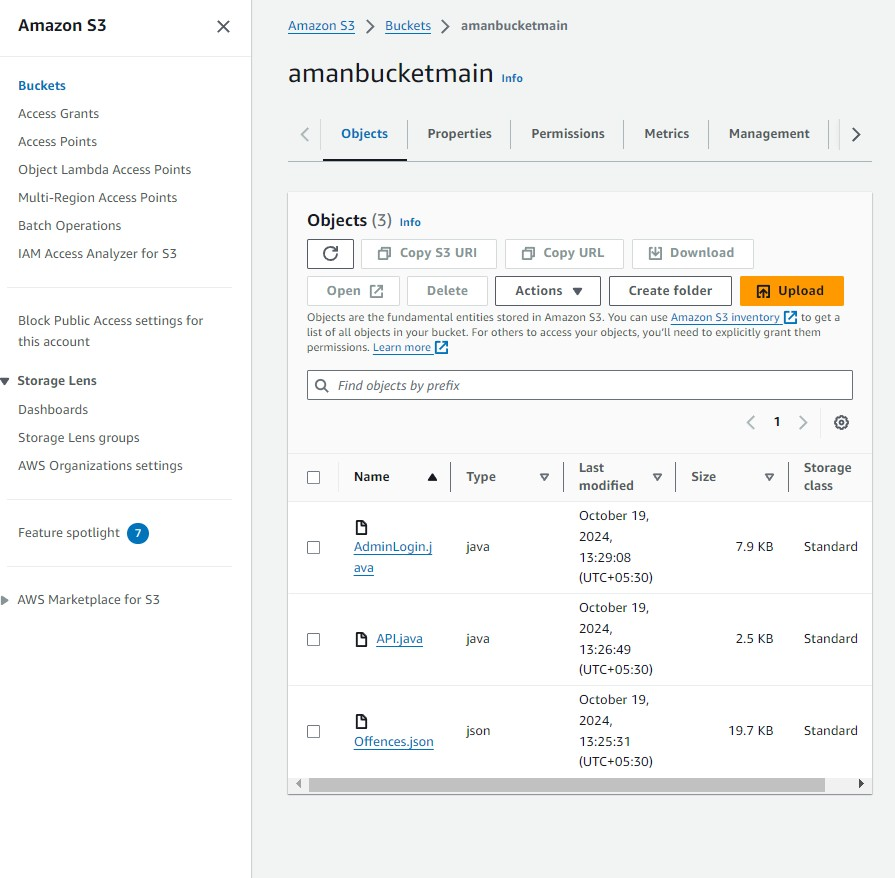 Amazon S3
Buckets
Access Grants
Access Points
Object Lambda Access Points
Multi-Region Access Points
Batch Operations
IAM Access Analyzer for S3
Block Public Access settings for
this account
Storage Lens
Dashboards
Storage Lens groups
AWS Organizations settings
Feature spotlight 7
AWS Marketplace for S3
Amazon S3 > Buckets > amanbucketmain
amanbucketmain Info
Objects Properties Permissions Metrics Management
Objects (3) Info
Copy S3 URI Copy URL Download
Open Delete Actions Create folder Upload
Objects are the fundamental entities stored in Amazon S3. You can use Amazon S3 inventory to get a
list of all objects in your bucket. For others to access your objects, you'll need to explicitly grant them
permissions. Learn more
Find objects by prefix
1
Name Type Last
modified Size Storage
class
AdminLogin.j
ava
java
October 19,
2024,
13:29:08
(UTC+05:30)
7.9 KB
Standard
API.java
java
October 19,
2024,
13:26:49
(UTC+05:30)
2.5 KB
Standard
Offences.json
json
October 19,
2024,
13:25:31
(UTC+05:30)
19.7 KB
Standard